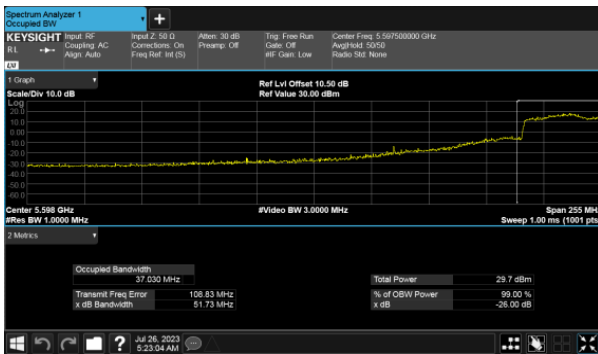 Spectrum Analyzer 1
Occupied BW
KEYSIGHT
Input: RF
Input Z: 50 Ω
Atten: 30 dB
Trig: Free Run
Center Freq: 5.597500000 GHz
RL
Coupling: AC
Corrections: On
Preamp: Off
Gate: Off
Avg|Hold: 50/50
Align: Auto
Freq Ref: Int (S)
#IF Gain: Low
Radio Std: None
LXI
1 Graph
Ref Lvl Offset 10.50 dB
Scale/Div 10.0 dB
Ref Value 30.00 dBm
Log
20.0
10.0
0.00
-10.0
-20.0
-30.0
-40.0
-50.0
-60.0
Center 5.598 GHz
#Video BW 3.0000 MHz
Span 255 MHz
#Res BW 1.0000 MHz
Sweep 1.00 ms (1001 pts
2 Metrics
Occupied Bandwidth
37.030 MHz
Total Power
29.7 dBm
Transmit Freq Error
108.83 MHz
% of OBW Power
99.00 %
x dB Bandwidth
51.73 MHz
x dB
-26.00 dB
?
Jul 26, 2023
5:23:04 AM